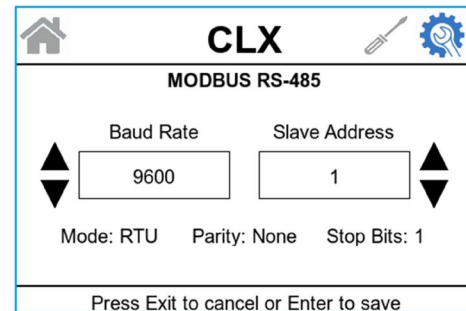 CLX
MODBUS RS-485
Baud Rate Slave Address
9600 1
Mode: RTU Parity: None Stop Bits: 1
Press Exit to cancel or Enter to save